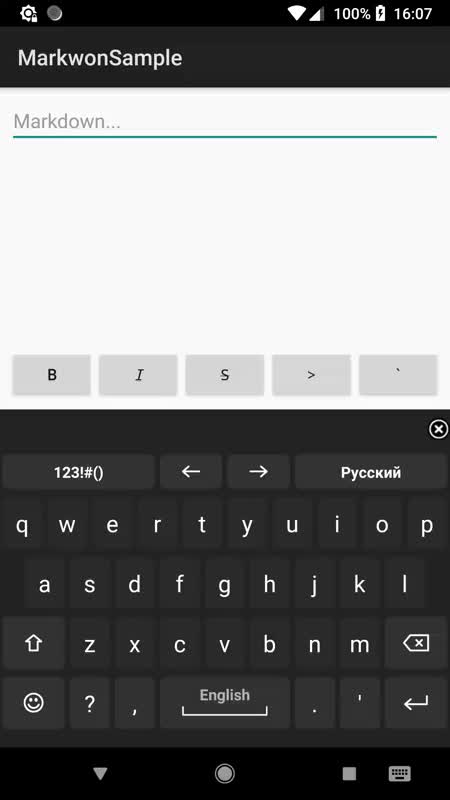 100% 16:07
MarkwonSample
Markdown...
B I S > `
123!#() ← → Русский
q w e r t y u i o p
a s d f g h j k l
z x c v b n m
? , English . '